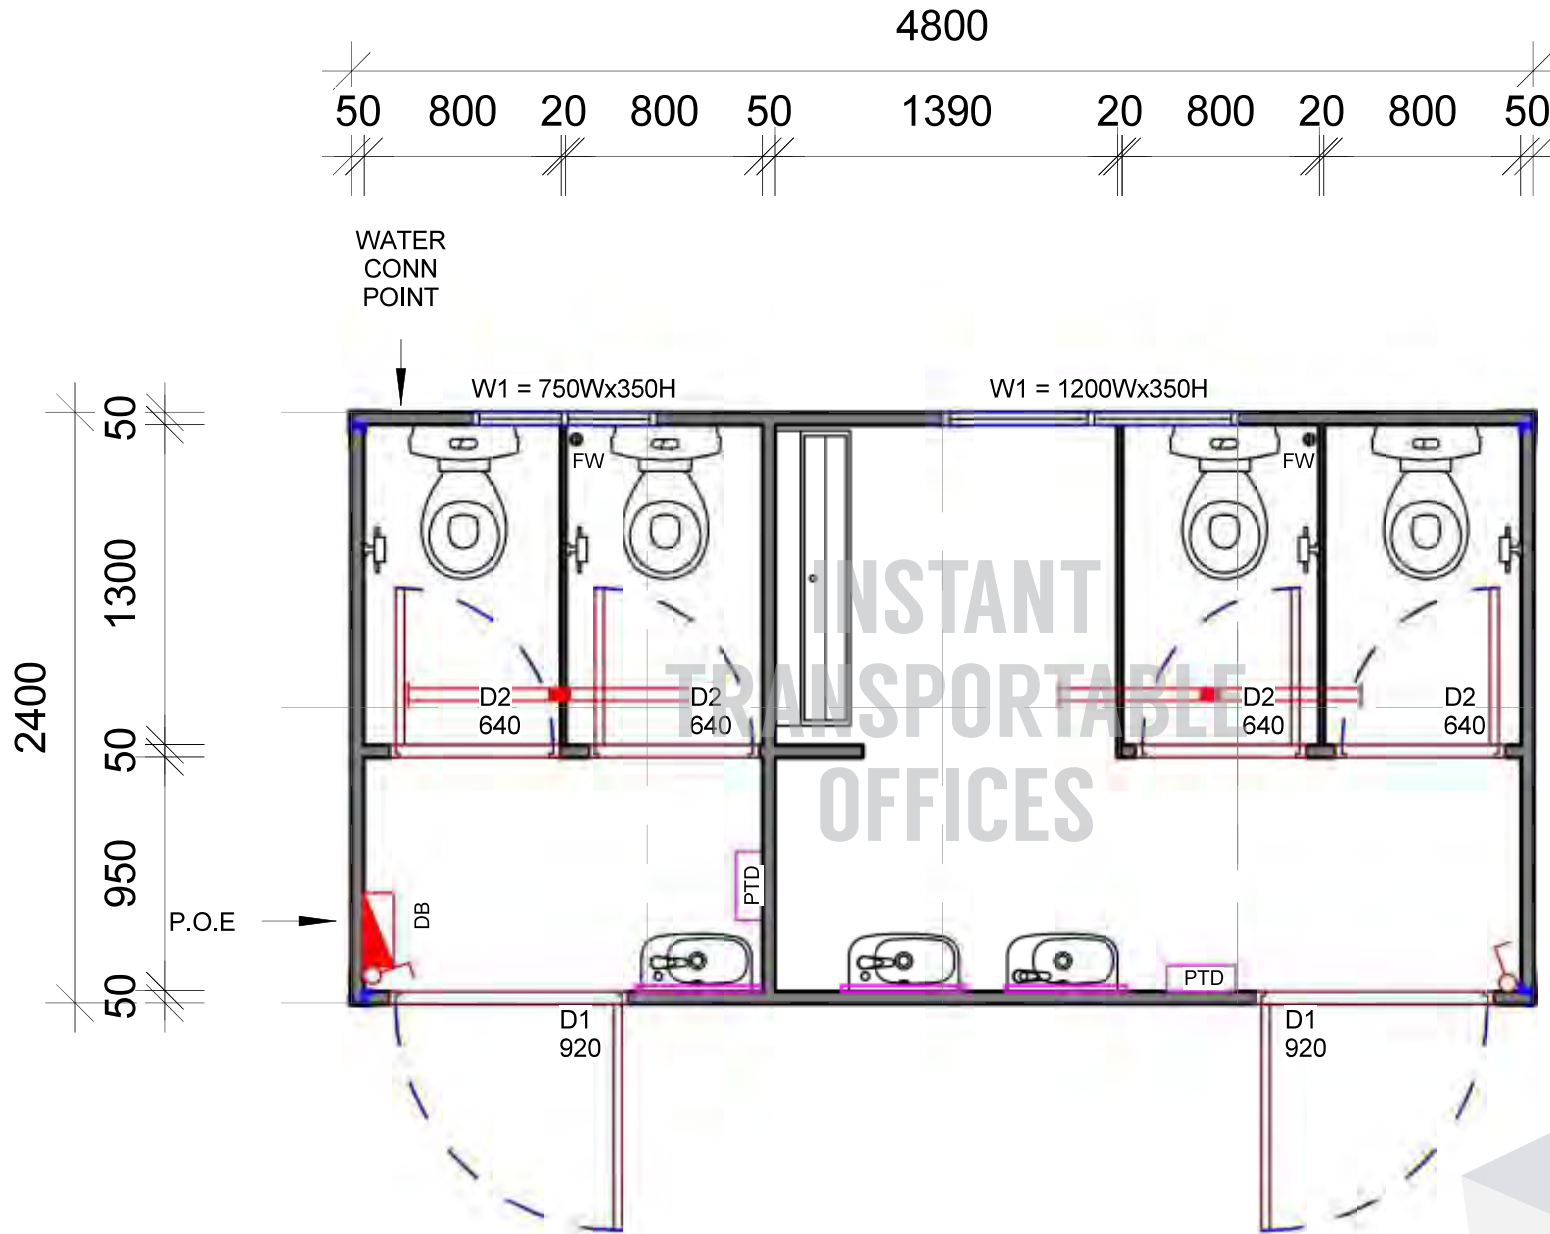 4800
50 800 20 800 50 1390 20 800 20 800 50
WATER
CONN
POINT
W1 = 750Wx350H
W1 = 1200Wx350H
FW
FW
2400
50
1300
50
950
50
D2
640
D2
640
D2
640
D2
640
INSTANT
TRANSPORTABLE
OFFICES
P.O.E
DB
PTD
PTD
D1
920
D1
920